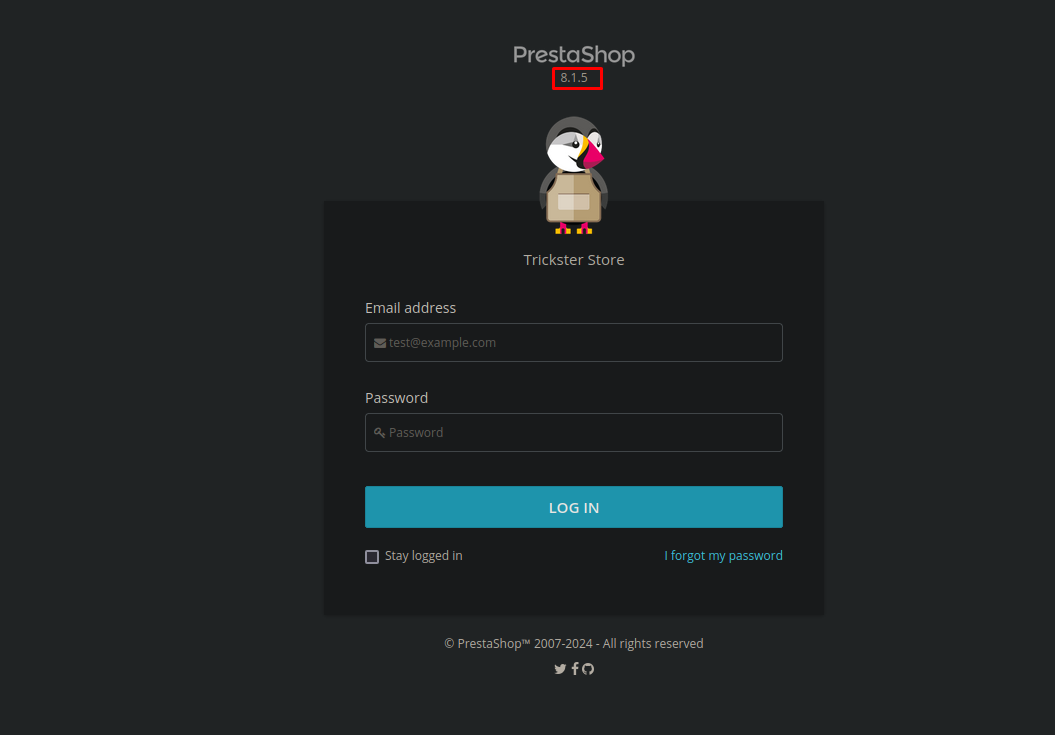 PrestaShop
8.1.5
Trickster Store
Email address
test@example.com
Password
Password
LOG IN
Stay logged in
I forgot my password
© PrestaShop™ 2007-2024 - All rights reserved